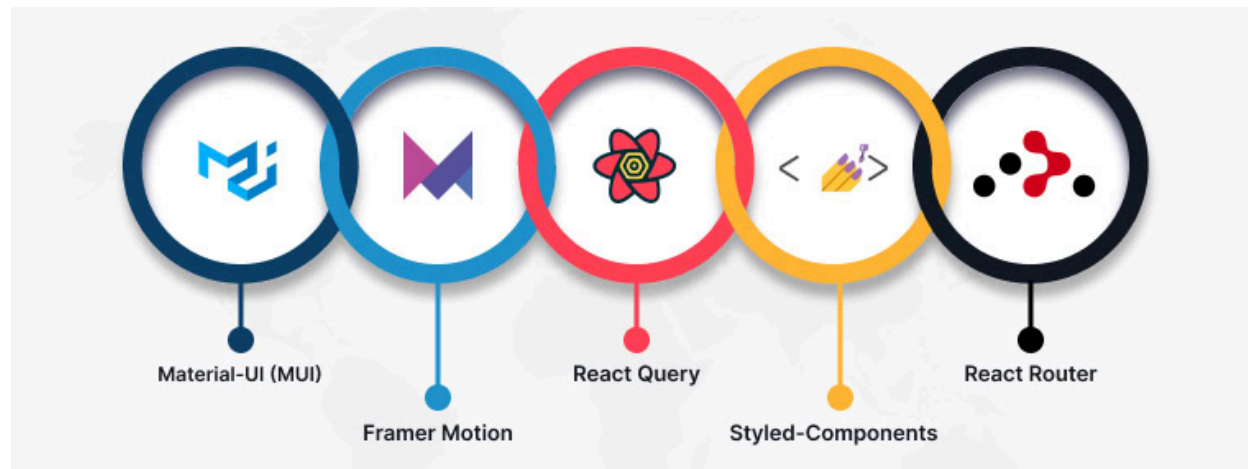 Material-UI (MUI)
Framer Motion
React Query
Styled-Components
React Router